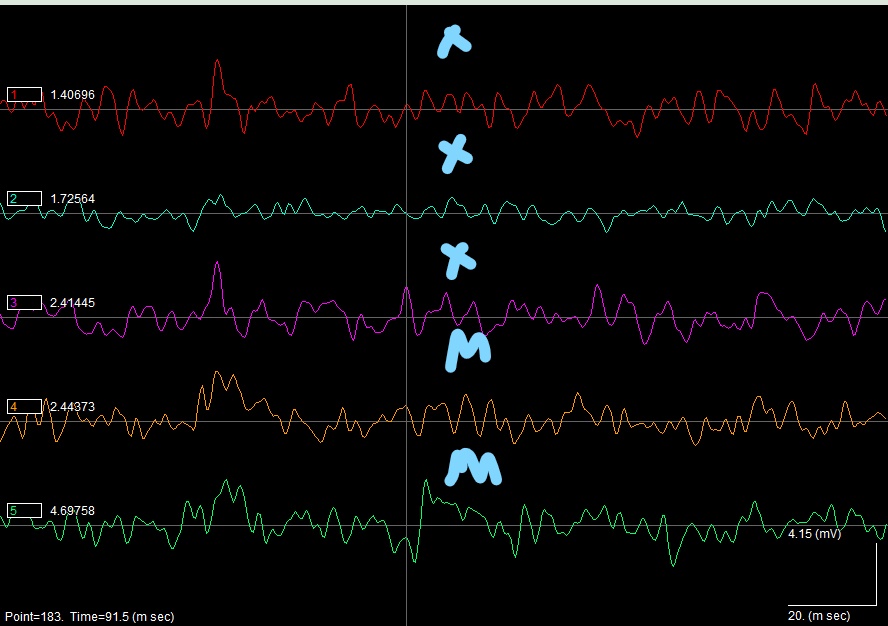 1 1.40696
x
2 1.72564
x
3 2.41445
M
4 2.44373
M
5 4.69758
4.15 (mV)
20. (m sec)
Point=183. Time=91.5 (m sec)